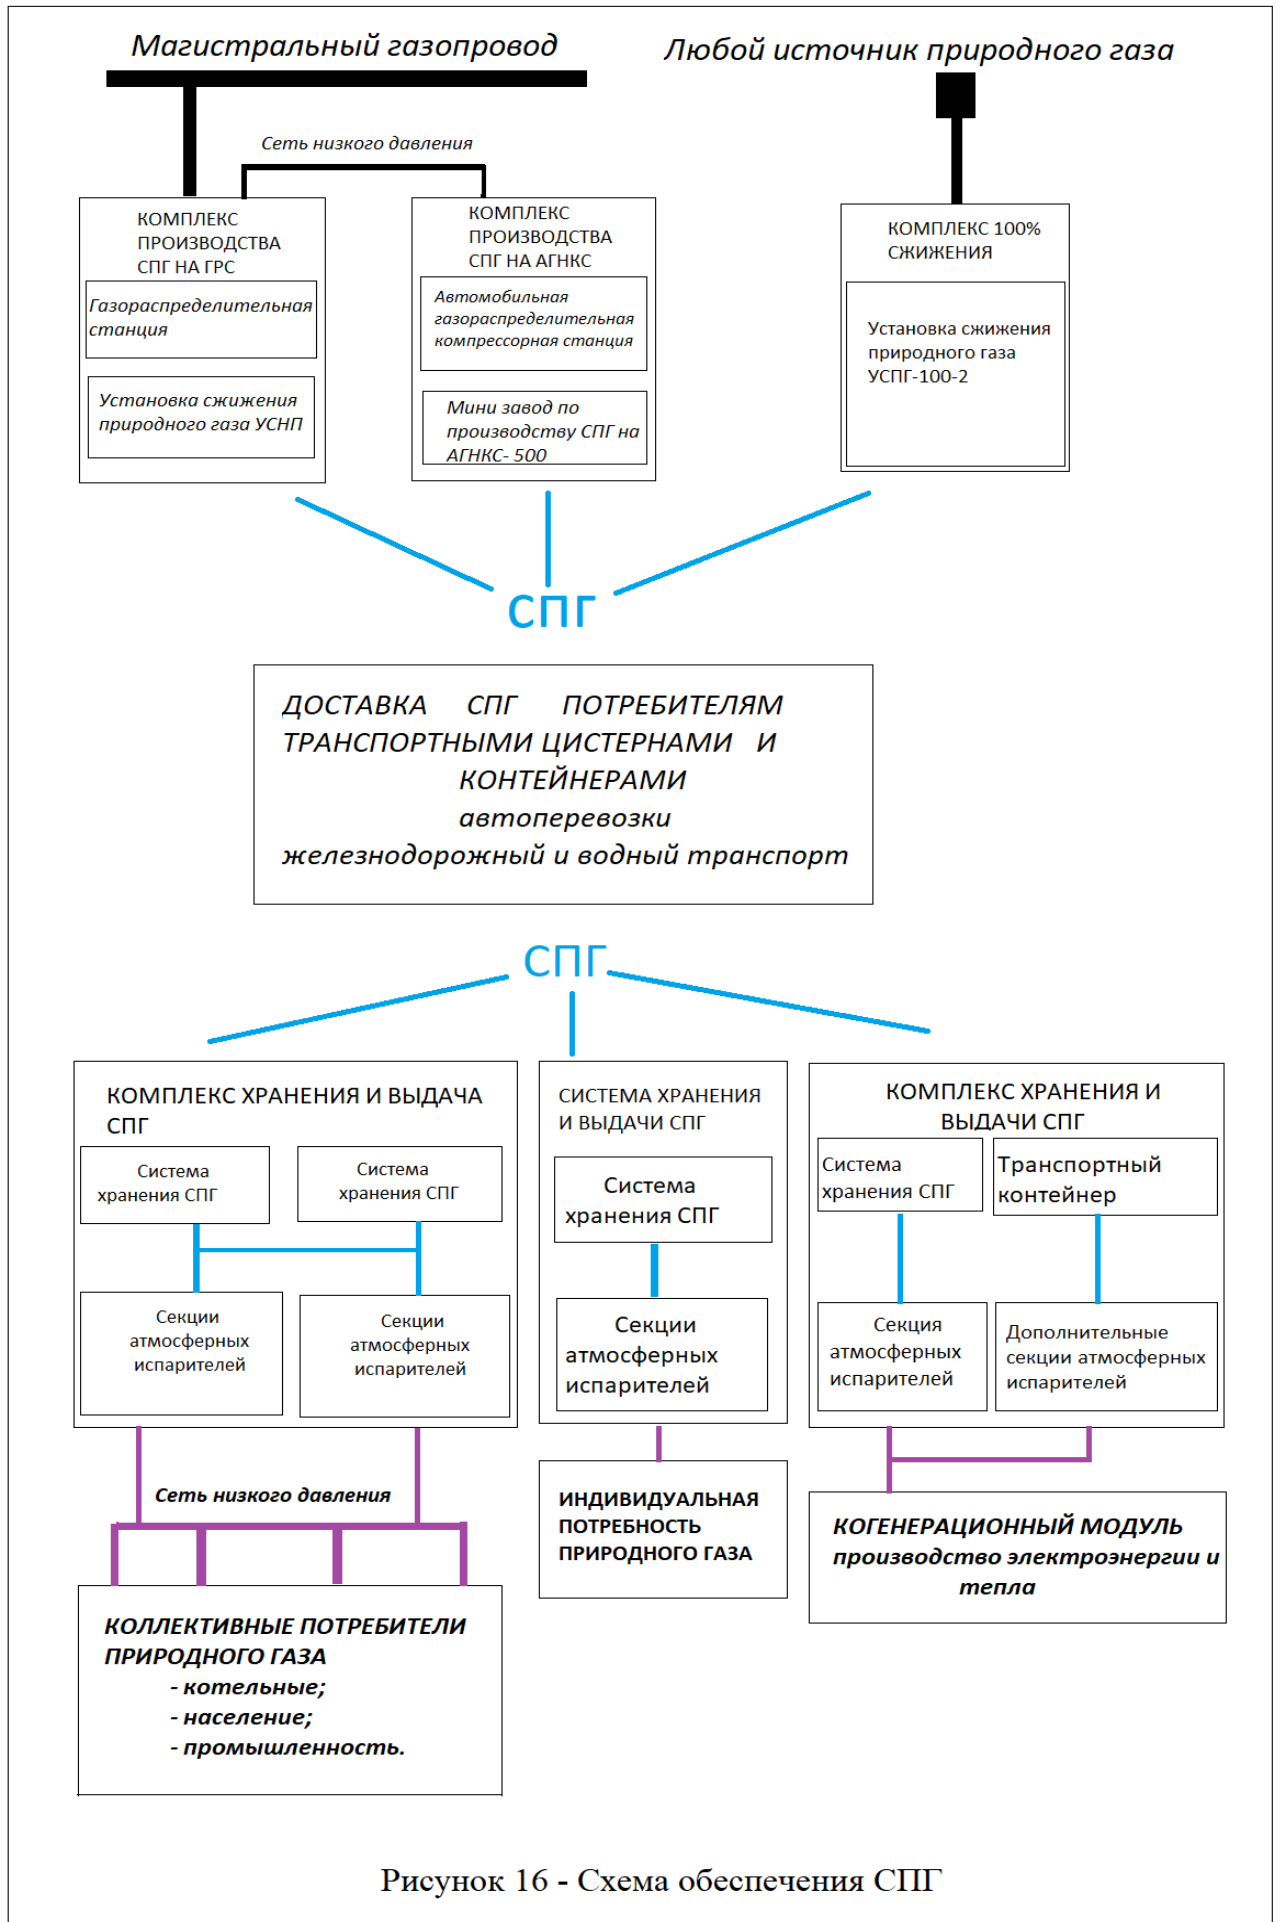 Магистральный газопровод
Любой источник природного газа
Сеть низкого давления
КОМПЛЕКС
ПРОИЗВОДСТВА
СПГ НА ГРС
Газораспределительная
станция
Установка сжижения
природного газа УСНП
КОМПЛЕКС
ПРОИЗВОДСТВА
СПГ НА АГНКС
Автомобильная
газораспределительная
компрессорная станция
Мини завод по
производству СПГ на
АГНКС- 500
КОМПЛЕКС 100%
СЖИЖЕНИЯ
Установка сжижения
природного газа
УСПГ-100-2
СПГ
ДОСТАВКА СПГ ПОТРЕБИТЕЛЯМ
ТРАНСПОРТНЫМИ ЦИСТЕРНАМИ И
КОНТЕЙНЕРАМИ
автоперевозки
железнодорожный и водный транспорт
СПГ
КОМПЛЕКС ХРАНЕНИЯ И ВЫДАЧА
СПГ
Система
хранения СПГ
Система
хранения СПГ
Секции
атмосферных
испарителей
Секции
атмосферных
испарителей
СИСТЕМА ХРАНЕНИЯ
И ВЫДАЧИ СПГ
Система
хранения СПГ
Секции
атмосферных
испарителей
КОМПЛЕКС ХРАНЕНИЯ И
ВЫДАЧИ СПГ
Система
хранения СПГ
Транспортный
контейнер
Секция
атмосферных
испарителей
Дополнительные
секции атмосферных
испарителей
Сеть низкого давления
КОЛЛЕКТИВНЫЕ ПОТРЕБИТЕЛИ
ПРИРОДНОГО ГАЗА
- котельные;
- население;
- промышленность.
ИНДИВИДУАЛЬНАЯ
ПОТРЕБНОСТЬ
ПРИРОДНОГО ГАЗА
КОГЕНЕРАЦИОННЫЙ МОДУЛЬ
производство электроэнергии и
тепла
Рисунок 16 - Схема обеспечения СПГ